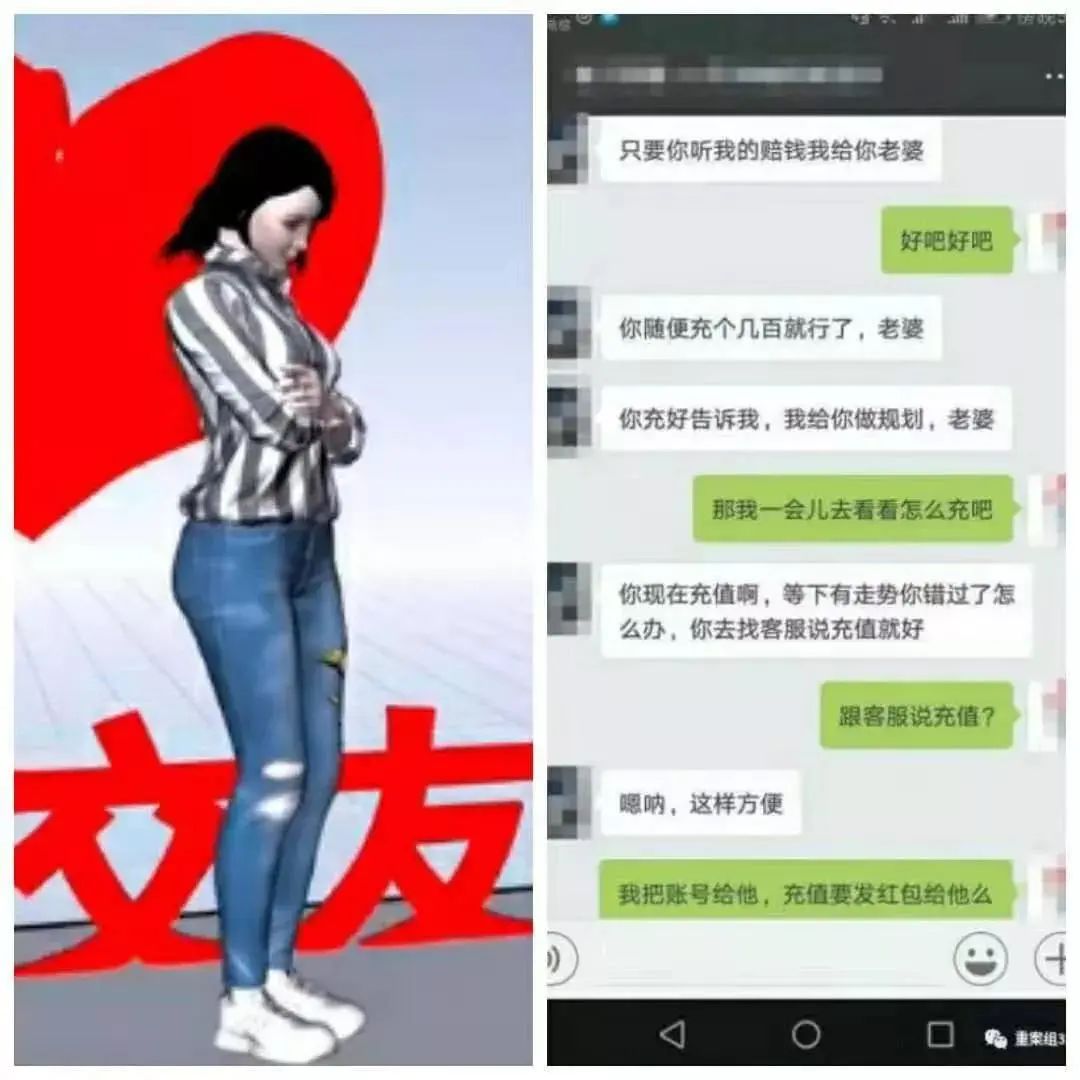 交友
只要你听我的赔钱我给你老婆
好吧好吧
你随便充个几百就行了，老婆
你充好告诉我，我给你做规划，老婆
那我一会儿去看看怎么充吧
你现在充值啊，等下有走势你错过了怎
么办，你去找客服说充值就好
跟客服说充值？
嗯呐，这样方便
我把账号给他，充值要发红包给他么
重案组3